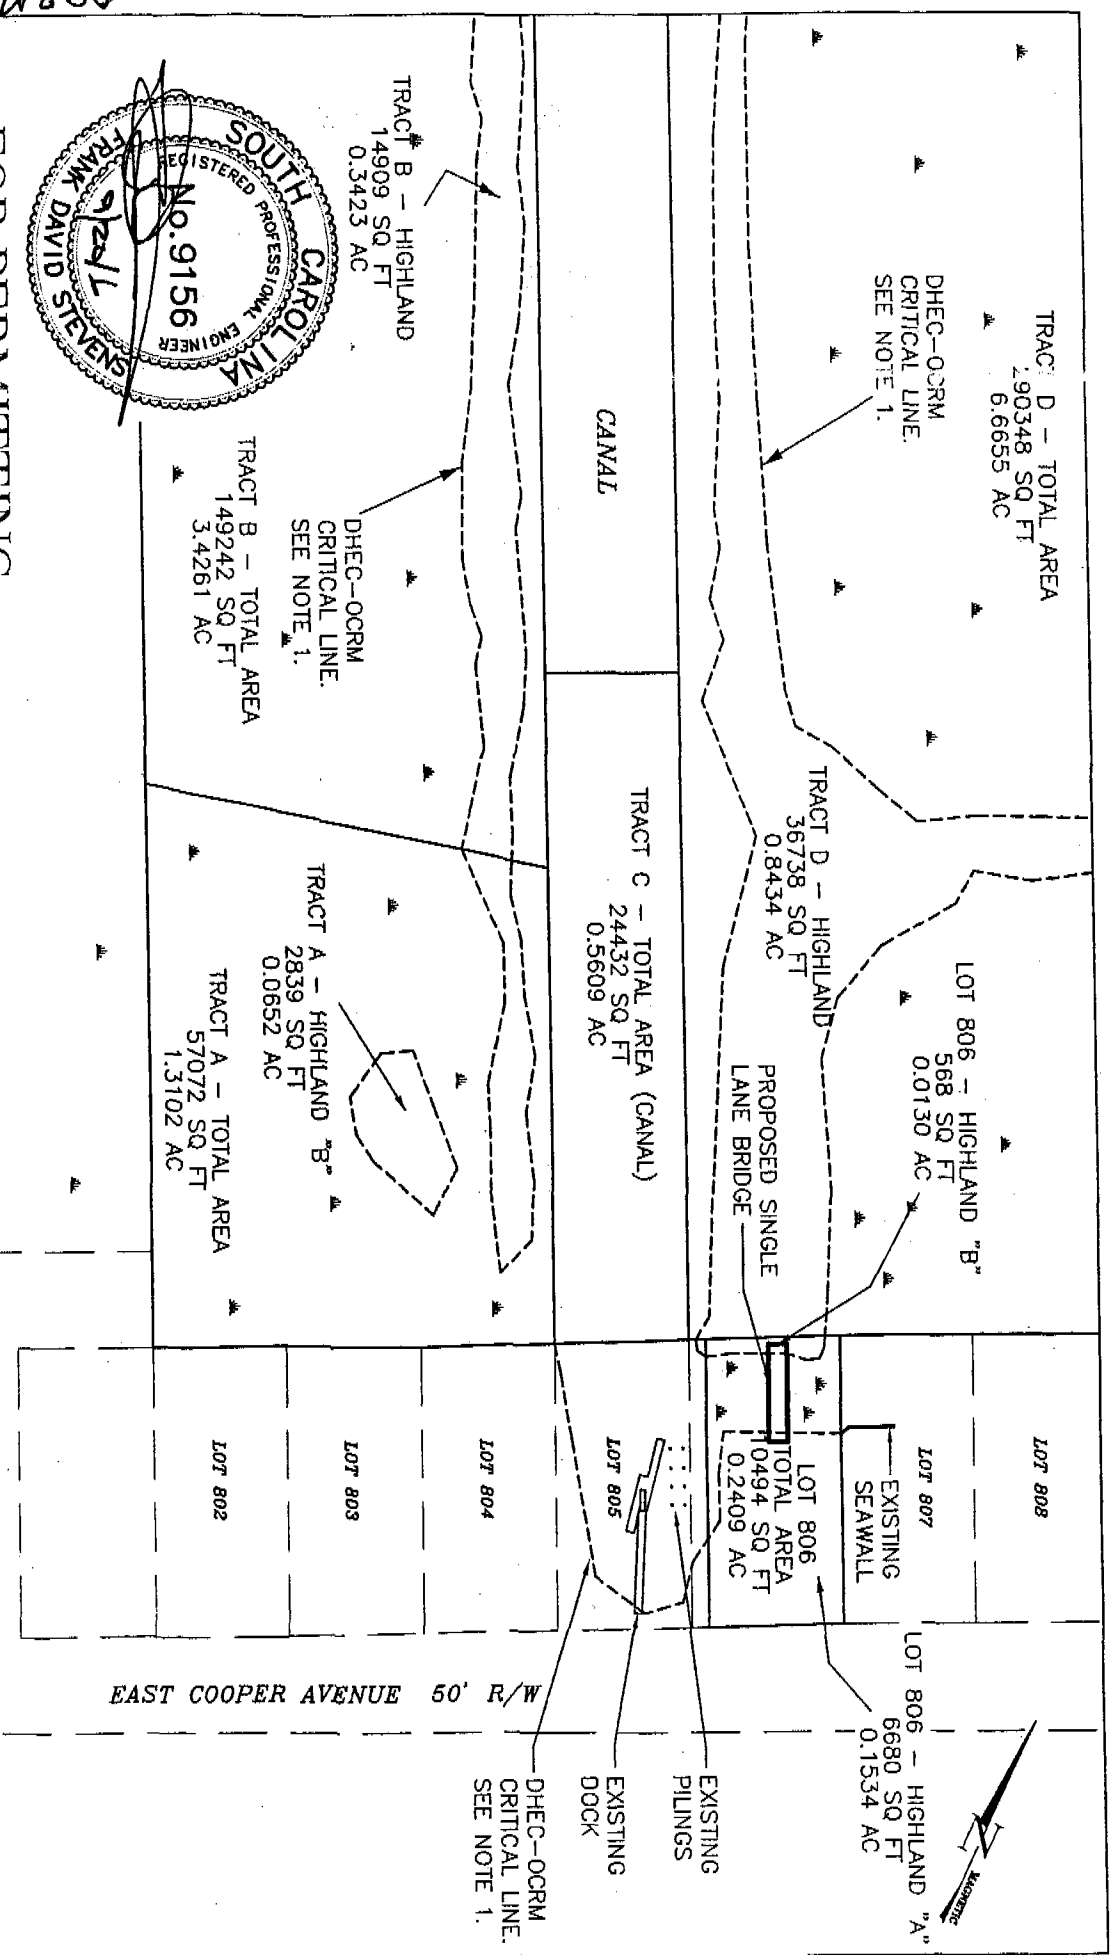 TRACT D – TOTAL AREA
290348 SQ FT
6.6655 AC
DHEC–OCRM
CRITICAL LINE.
SEE NOTE 1.
TRACT B – HIGHLAND
14909 SQ FT
0.3423 AC
CANAL
DHEC–OCRM
CRITICAL LINE.
SEE NOTE 1.
TRACT B – TOTAL AREA
149242 SQ FT
3.4261 AC
SOUTH CAROLINA
REGISTERED PROFESSIONAL ENGINEER
No.9156
FRANK DAVID STEVENS
FOR PERMITTING
TRACT D – HIGHLAND
36738 SQ FT
0.8434 AC
TRACT C – TOTAL AREA (CANAL)
24432 SQ FT
0.5609 AC
TRACT A – HIGHLAND "B"
2839 SQ FT
0.0652 AC
TRACT A – TOTAL AREA
57072 SQ FT
1.3102 AC
LOT 806 – HIGHLAND "B"
568 SQ FT
0.0130 AC
PROPOSED SINGLE
LANE BRIDGE
LOT 808
LOT 807
EXISTING
SEAWALL
LOT 806
TOTAL AREA
10494 SQ FT
0.2409 AC
LOT 805
LOT 804
LOT 803
LOT 802
EAST COOPER AVENUE 50' R/W
LOT 806 – HIGHLAND "A"
6680 SQ FT
0.1534 AC
EXISTING
PILINGS
EXISTING
DOCK
DHEC–OCRM
CRITICAL LINE.
SEE NOTE 1.
N
MAGNETIC